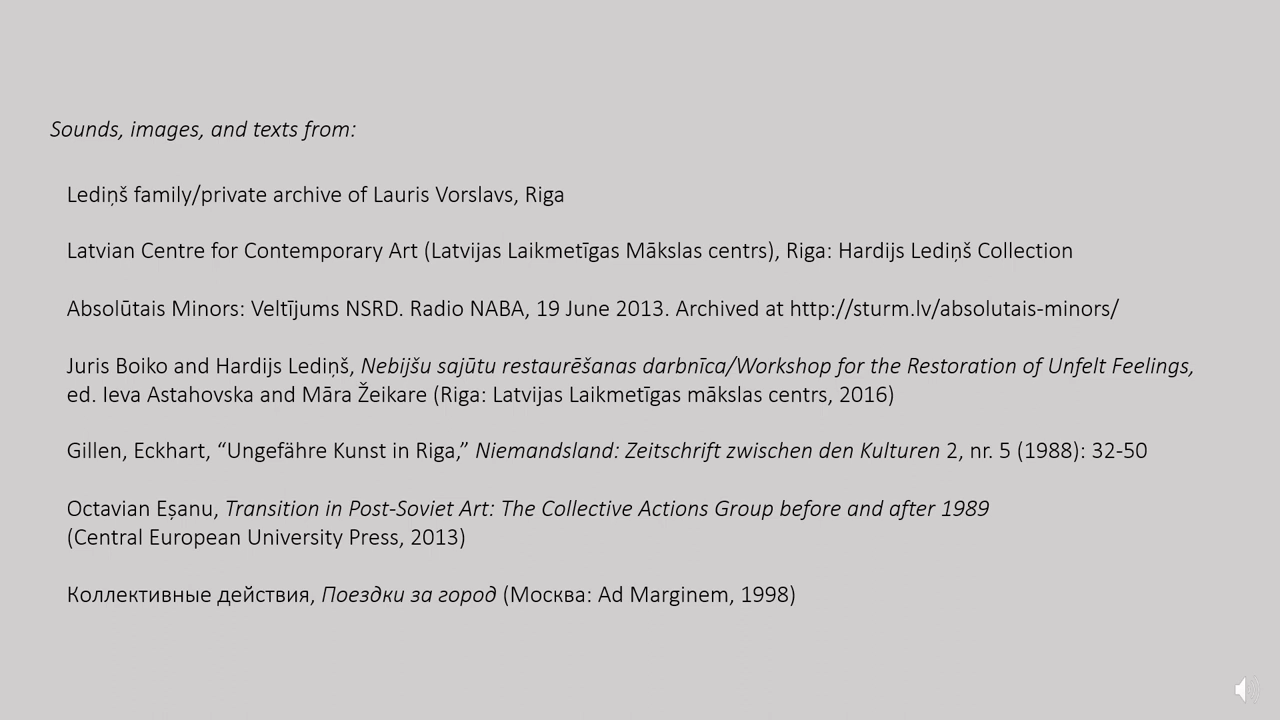 Sounds, images, and texts from:
Lediņš family/private archive of Lauris Vorslavs, Riga
Latvian Centre for Contemporary Art (Latvijas Laikmetīgas Mākslas centrs), Riga: Hardijs Lediņš Collection
Absolūtais Minors: Veltījums NSRD. Radio NABA, 19 June 2013. Archived at http://sturm.lv/absolutais-minors/
Juris Boiko and Hardijs Lediņš, Nebijšu sajūtu restaurēšanas darbnīca/Workshop for the Restoration of Unfelt Feelings,
ed. Ieva Astahovska and Māra Žeikare (Riga: Latvijas Laikmetīgas mākslas centrs, 2016)
Gillen, Eckhart, “Ungefähre Kunst in Riga,” Niemandsland: Zeitschrift zwischen den Kulturen 2, nr. 5 (1988): 32-50
Octavian Eșanu, Transition in Post-Soviet Art: The Collective Actions Group before and after 1989
(Central European University Press, 2013)
Коллективные действия, Поездки за город (Москва: Ad Marginem, 1998)